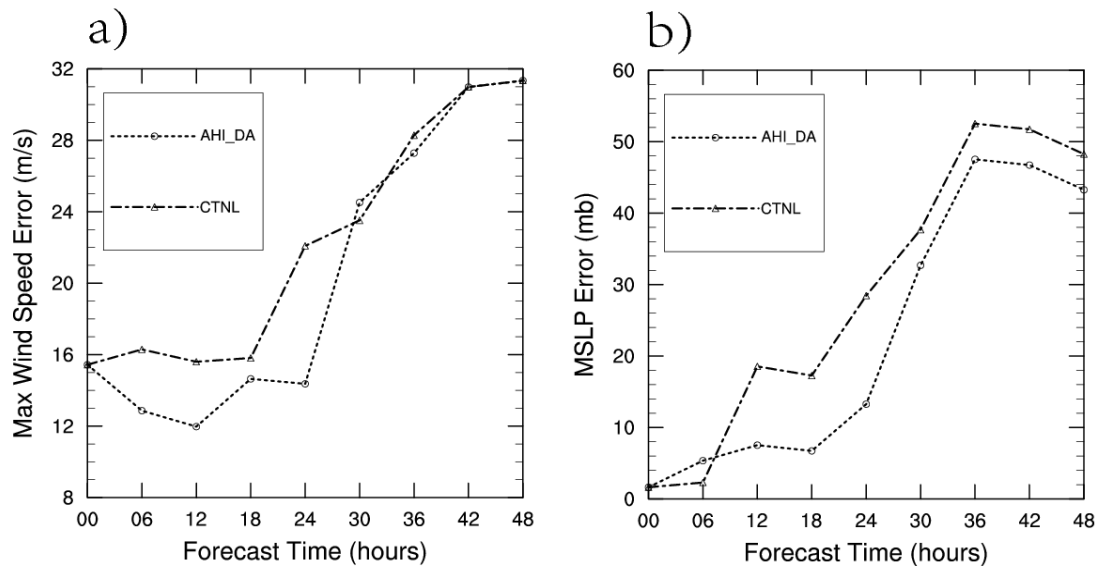 a)
Max Wind Speed Error (m/s)
32
28
24
20
16
12
8
AHI_DA
CTNL
00 06 12 18 24 30 36 42 48
Forecast Time (hours)
b)
MSLP Error (mb)
60
50
40
30
20
10
0
AHI_DA
CTNL
00 06 12 18 24 30 36 42 48
Forecast Time (hours)